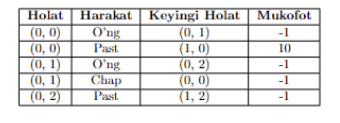 Holat Harakat Keyingi Holat Mukofot
(0, 0) O'ng (0, 1) -1
(0, 0) Past (1, 0) 10
(0, 1) O'ng (0, 2) -1
(0, 1) Chap (0, 0) -1
(0, 2) Past (1, 2) -1